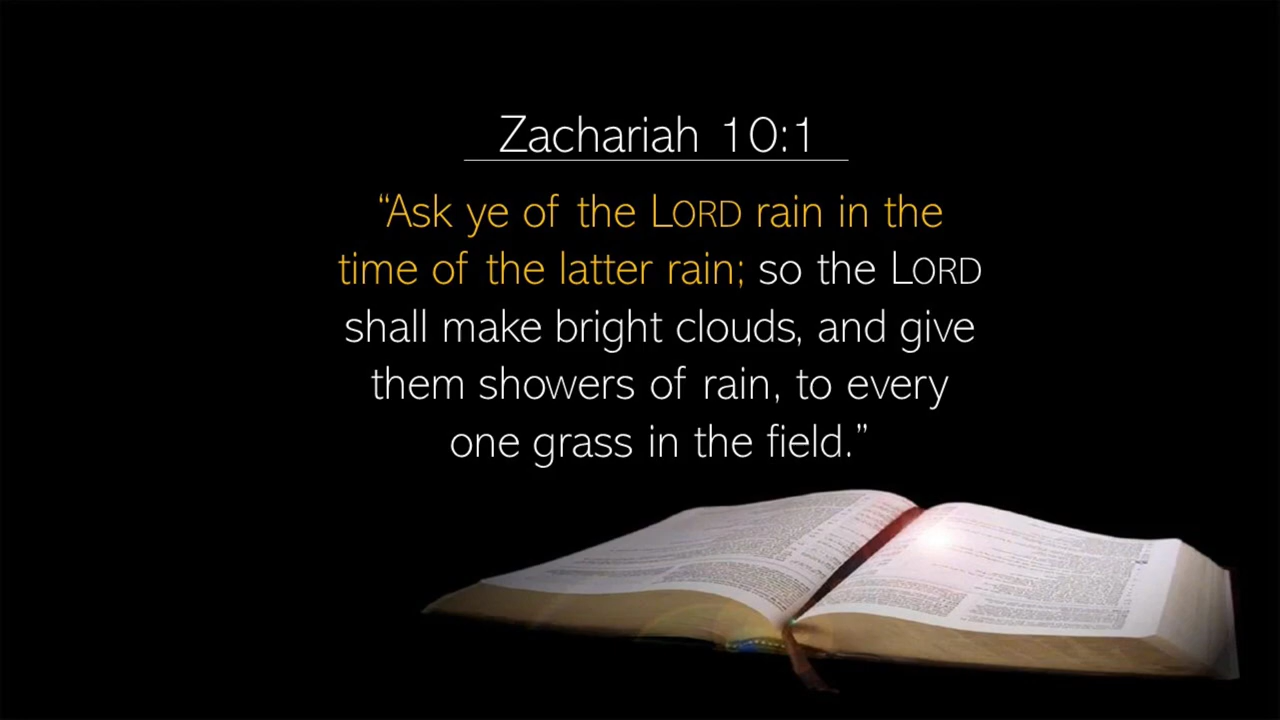 Zachariah 10:1
“Ask ye of the LORD rain in the
time of the latter rain; so the LORD
shall make bright clouds, and give
them showers of rain, to every
one grass in the field.”